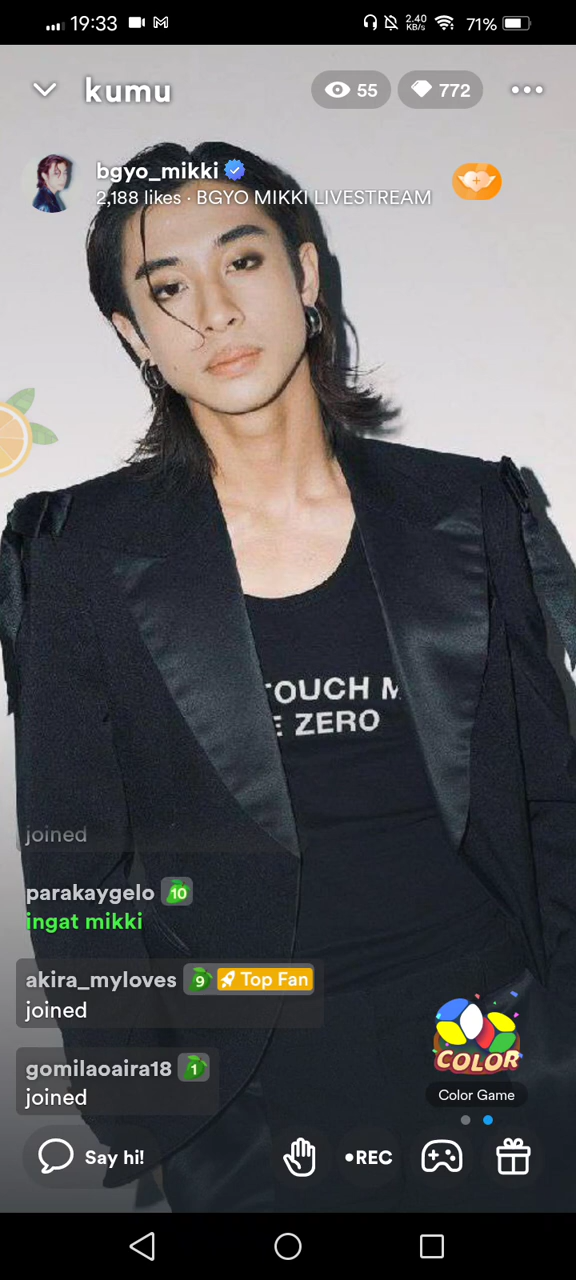 19:33
2.40
KB/s
71%
kumu
55
772
bgyo_mikki
2,188 likes · BGYO MIKKI LIVESTREAM
TOUCH M
E ZERO
joined
parakaygelo 10
ingat mikki
akira_myloves 9 Top Fan
joined
gomilaoaira18 1
joined
COLOR
Color Game
Say hi!
•REC